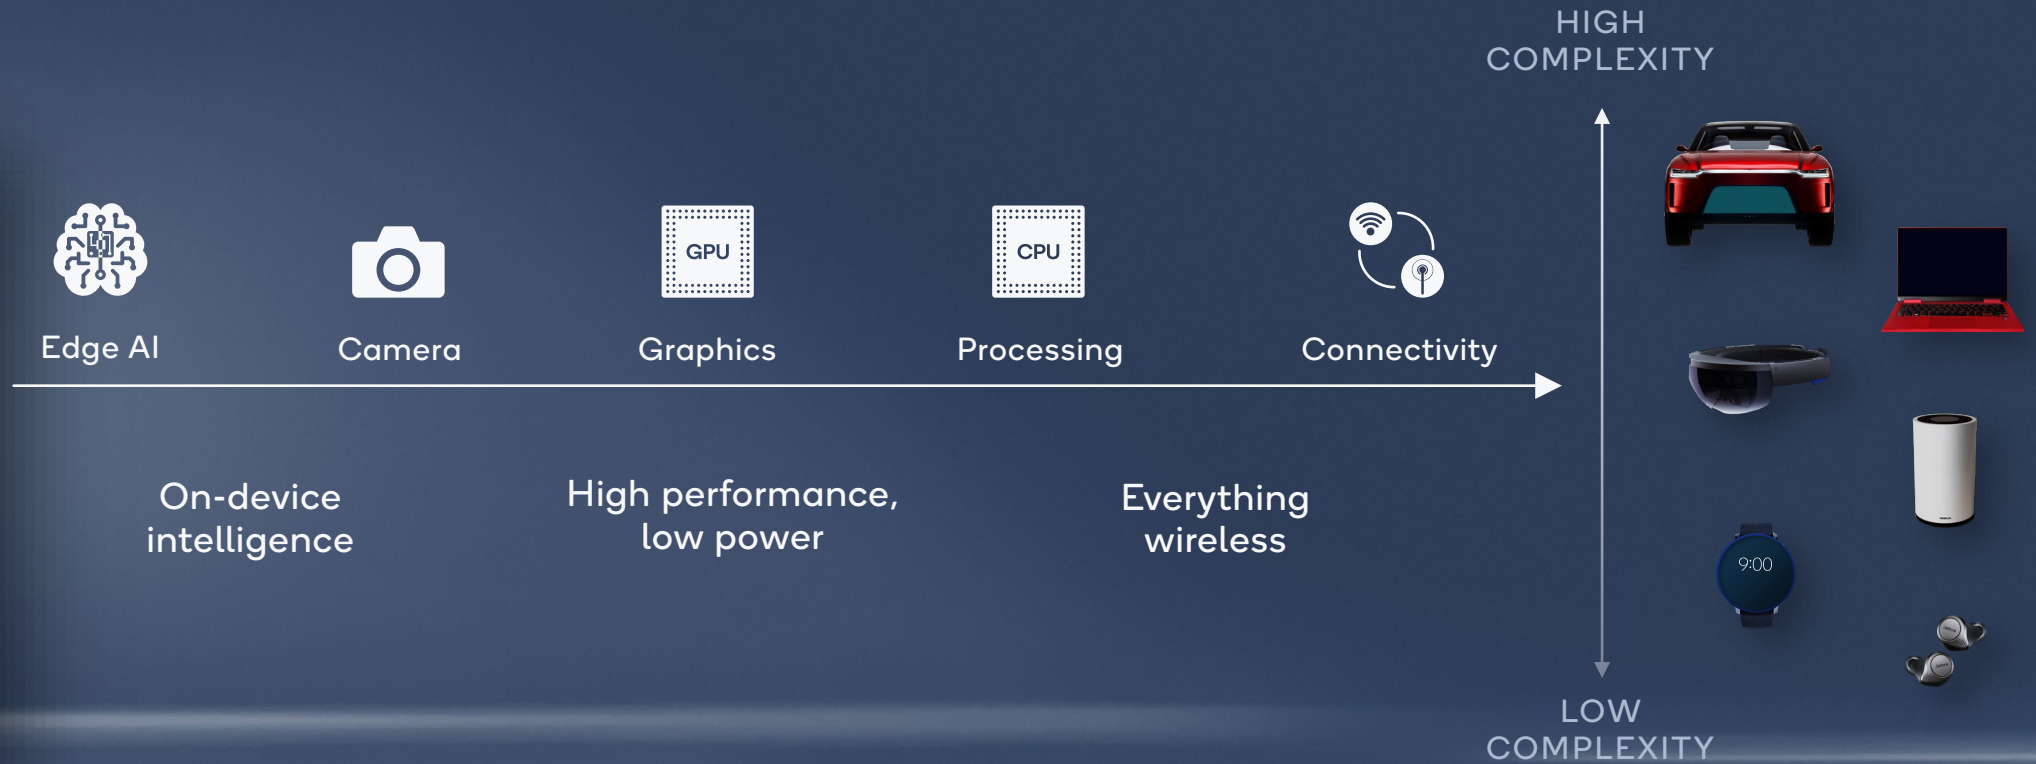 HIGH
COMPLEXITY
GPU
CPU
Edge AI
Camera
Graphics
Processing
Connectivity
On-device
intelligence
High performance,
low power
Everything
wireless
9:00
LOW
COMPLEXITY